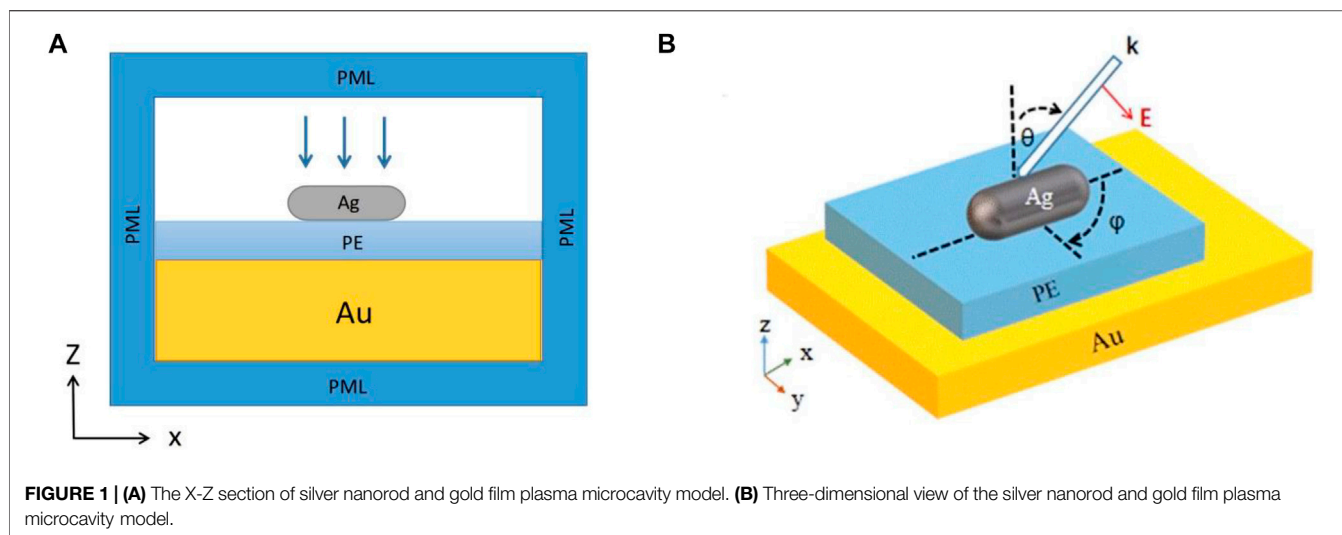 A
PML
PML
Ag
PE
PML
Au
PML
Z
x
B
k
E
θ
Ag
φ
PE
Au
z
x
y
FIGURE 1 | (A) The X-Z section of silver nanorod and gold film plasma microcavity model. (B) Three-dimensional view of the silver nanorod and gold film plasma
microcavity model.